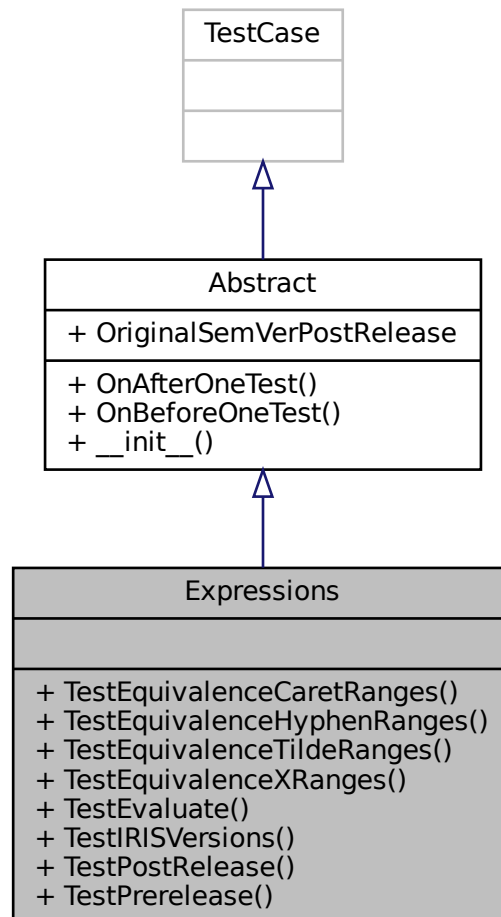 TestCase
Abstract
+ OriginalSemVerPostRelease
+ OnAfterOneTest()
+ OnBeforeOneTest()
+ __init__()
Expressions
+ TestEquivalenceCaretRanges()
+ TestEquivalenceHyphenRanges()
+ TestEquivalenceTildeRanges()
+ TestEquivalenceXRanges()
+ TestEvaluate()
+ TestIRISVersions()
+ TestPostRelease()
+ TestPrerelease()